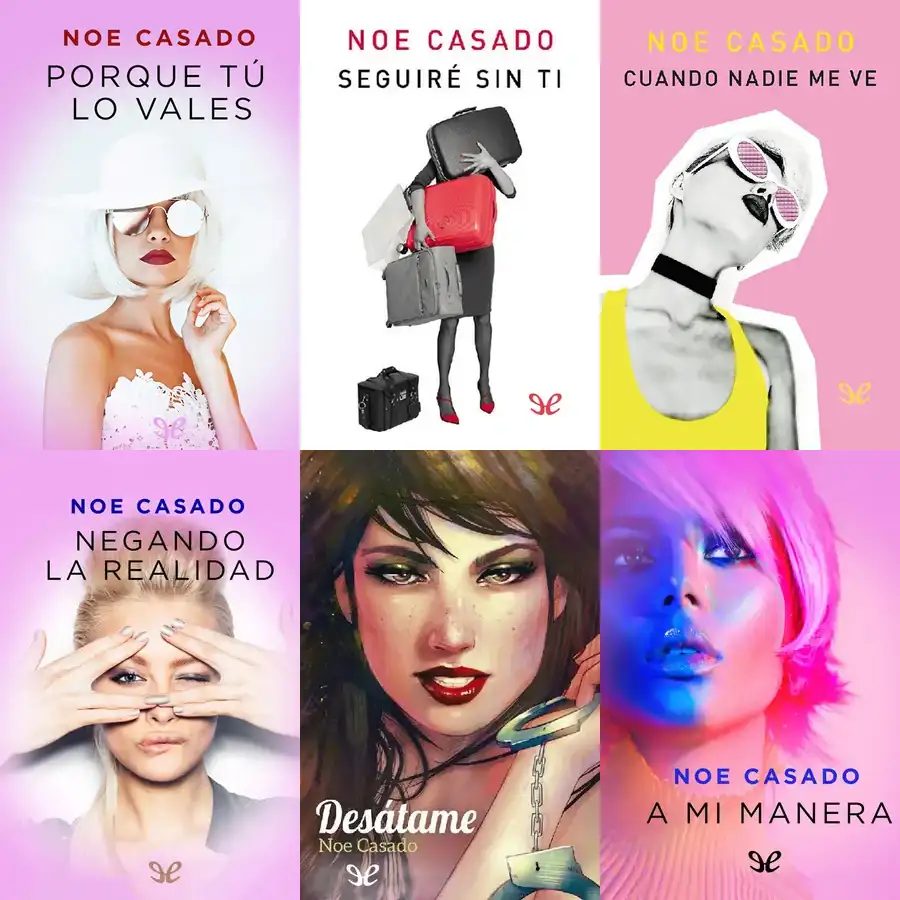 NOE CASADO
PORQUE TÚ
LO VALES
NOE CASADO
SEGUIRÉ SIN TI
NOE CASADO
CUANDO NADIE ME VE
NOE CASADO
NEGANDO
LA REALIDAD
Desátame
Noe Casado
NOE CASADO
A MI MANERA